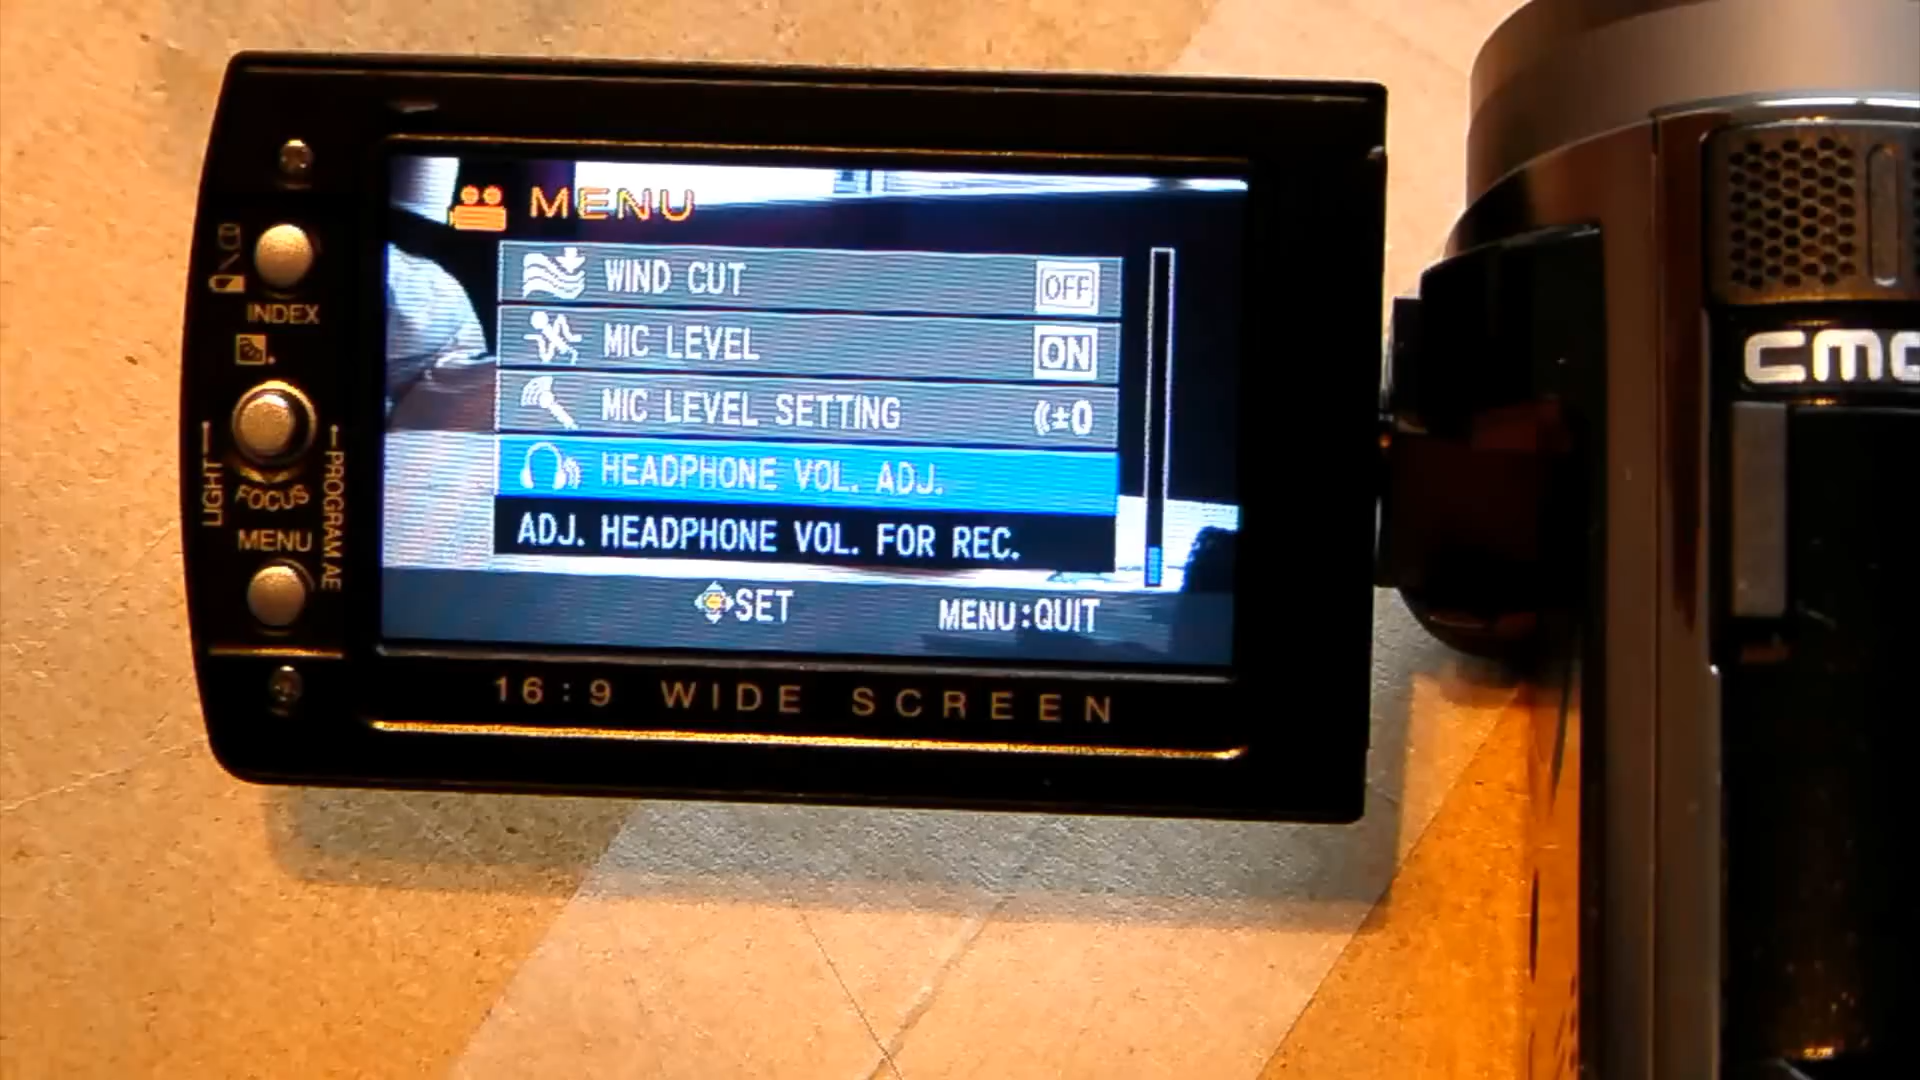 MENU
WIND CUT OFF
MIC LEVEL ON
MIC LEVEL SETTING ±0
HEADPHONE VOL. ADJ.
ADJ. HEADPHONE VOL. FOR REC.
SET MENU:QUIT
16:9 WIDE SCREEN
INDEX
LIGHT
FOCUS
PROGRAM AE
MENU